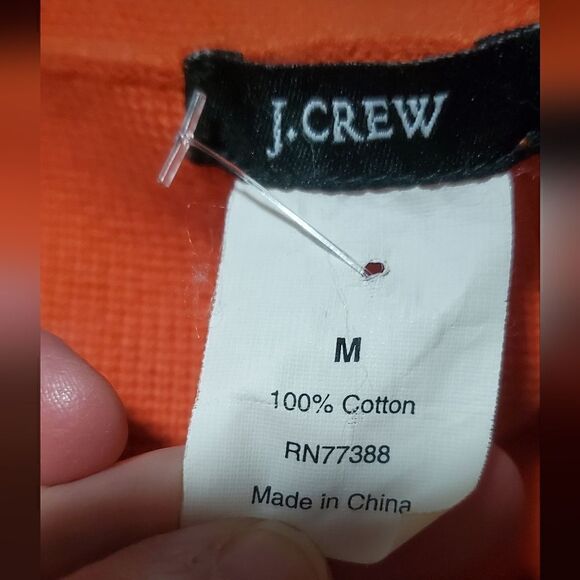 J.CREW
M
100% Cotton
RN77388
Made in China